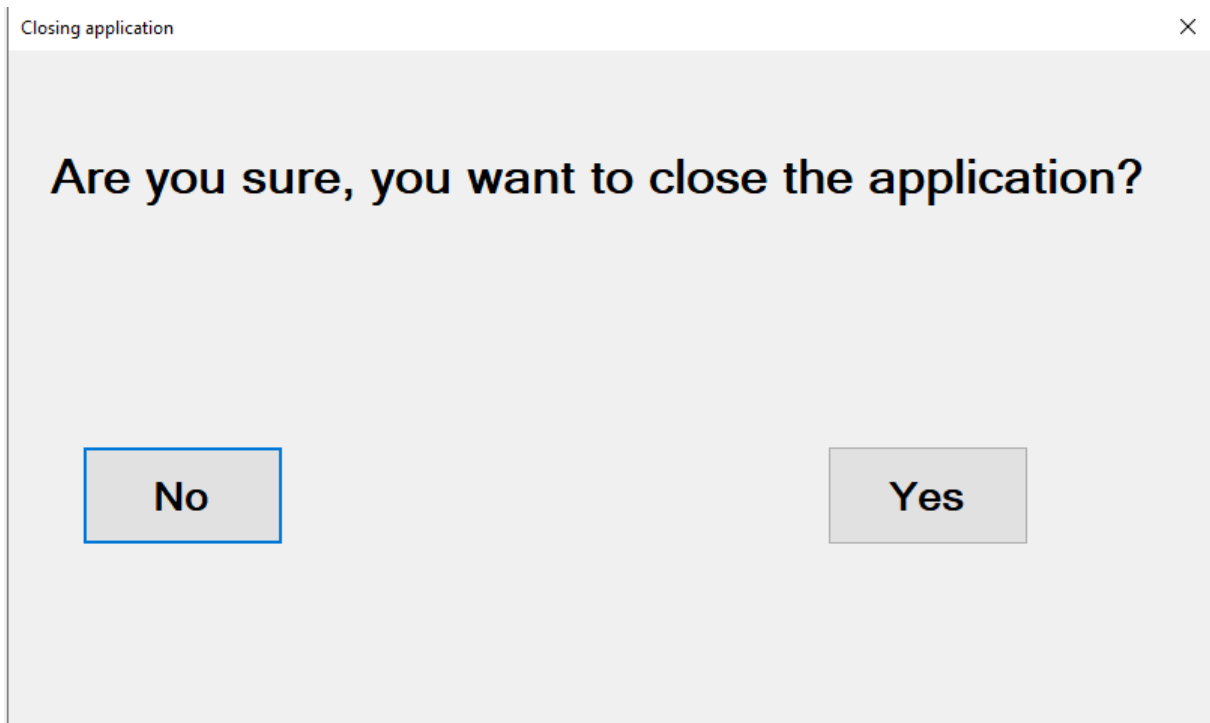 Closing application
Are you sure, you want to close the application?
No
Yes